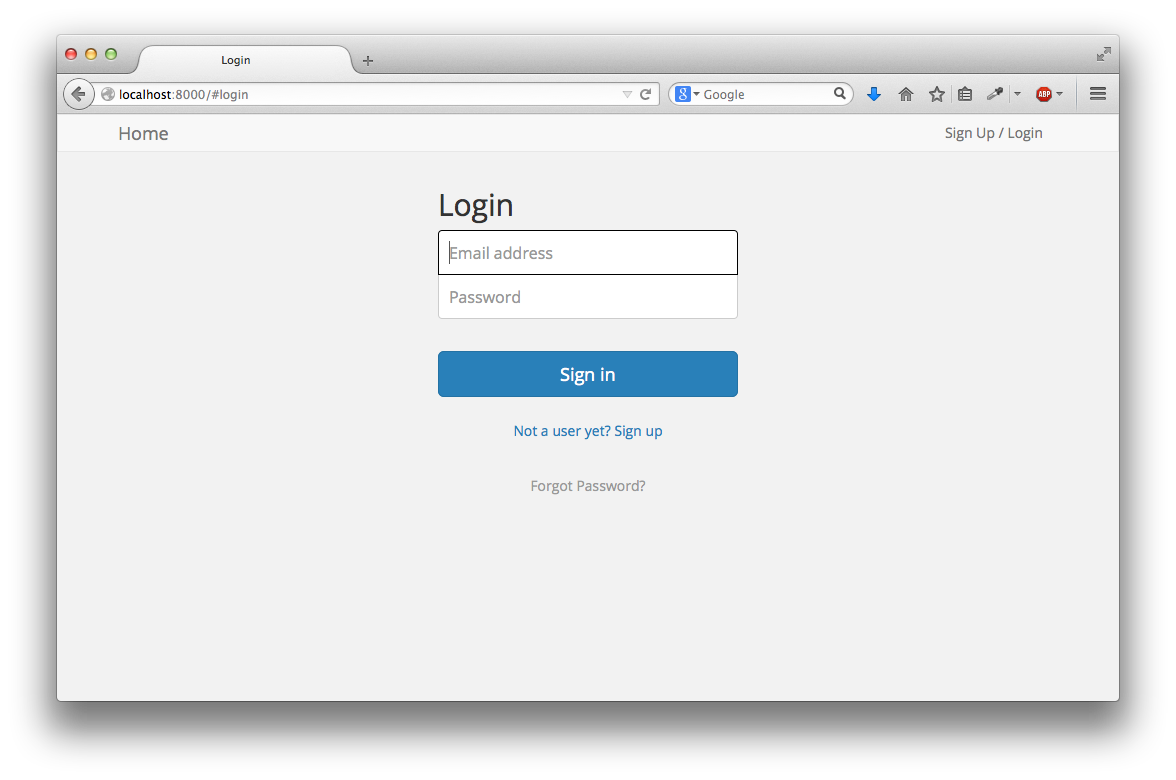 Login
localhost:8000/#login
8 Google
ABP
Home
Sign Up / Login
Login
Email address
Password
Sign in
Not a user yet? Sign up
Forgot Password?